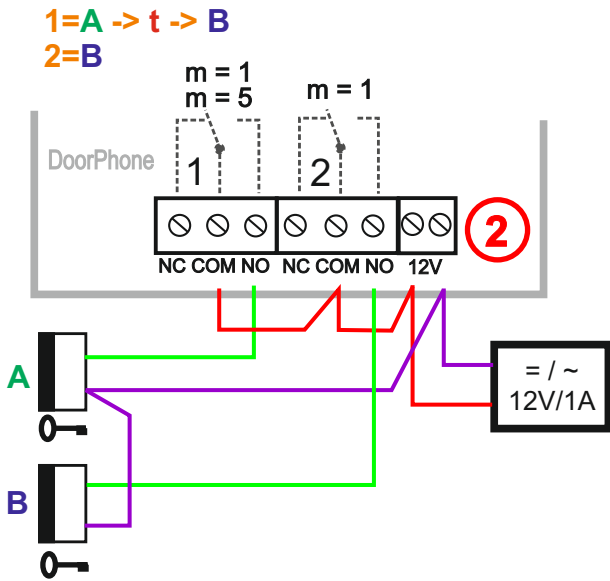 1=A -> t -> B
2=B
m = 1
m = 5
m = 1
DoorPhone
1
2
2
NC COM NO NC COM NO 12V
A
= / ~
12V/1A
B